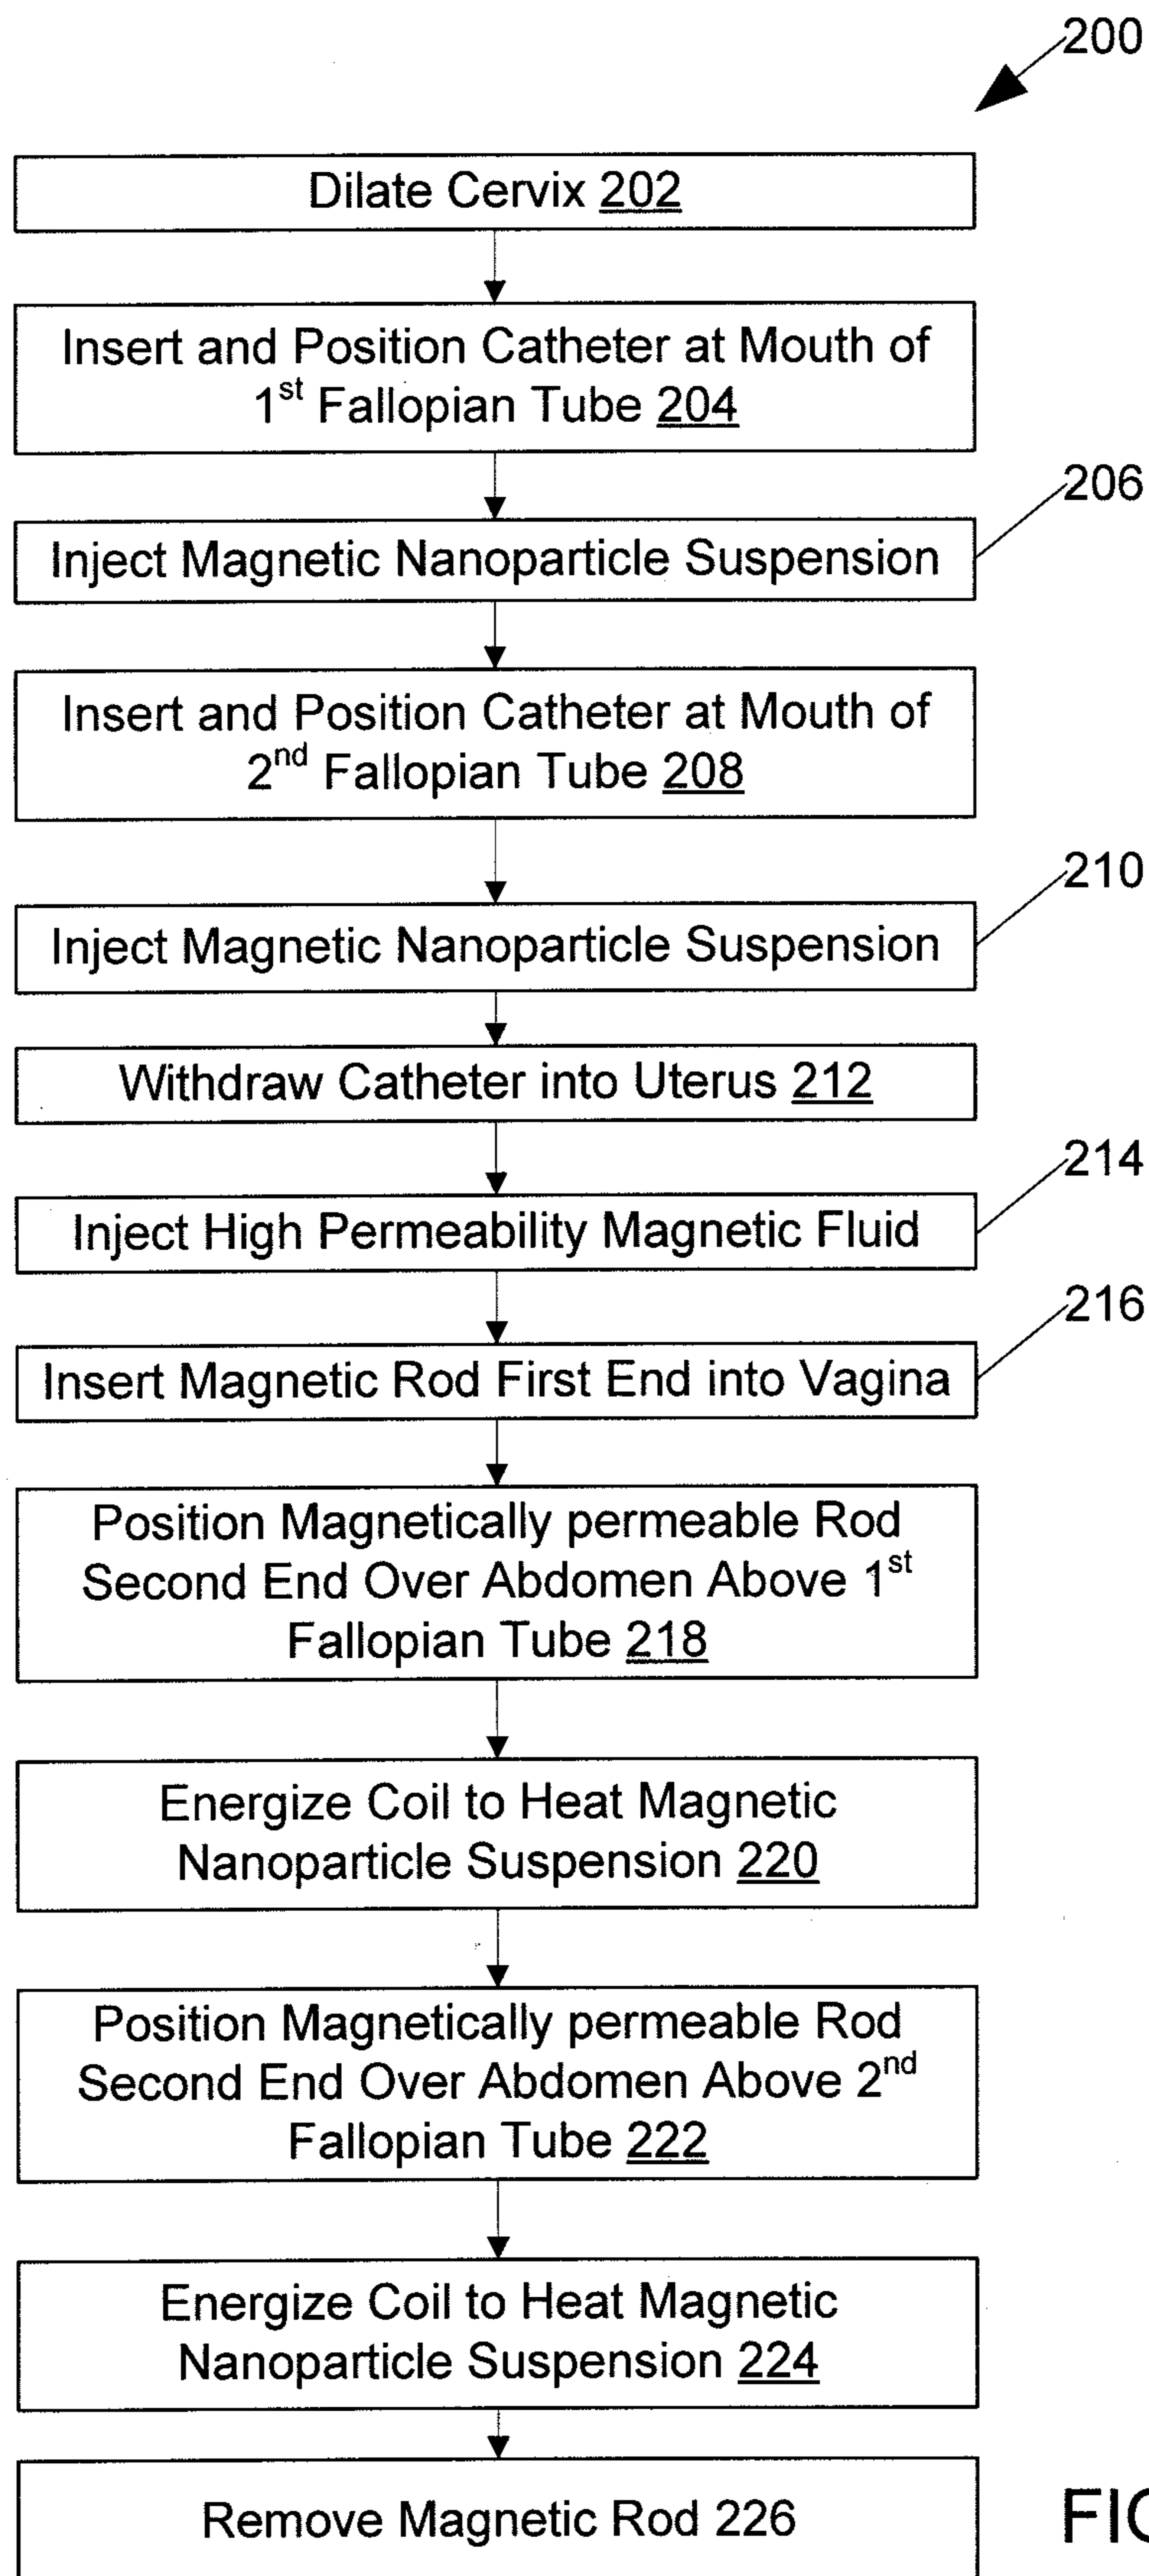 200
Dilate Cervix 202
Insert and Position Catheter at Mouth of
1st Fallopian Tube 204
206
Inject Magnetic Nanoparticle Suspension
Insert and Position Catheter at Mouth of
2nd Fallopian Tube 208
210
Inject Magnetic Nanoparticle Suspension
Withdraw Catheter into Uterus 212
214
Inject High Permeability Magnetic Fluid
216
Insert Magnetic Rod First End into Vagina
Position Magnetically permeable Rod
Second End Over Abdomen Above 1st
Fallopian Tube 218
Energize Coil to Heat Magnetic
Nanoparticle Suspension 220
Position Magnetically permeable Rod
Second End Over Abdomen Above 2nd
Fallopian Tube 222
Energize Coil to Heat Magnetic
Nanoparticle Suspension 224
Remove Magnetic Rod 226